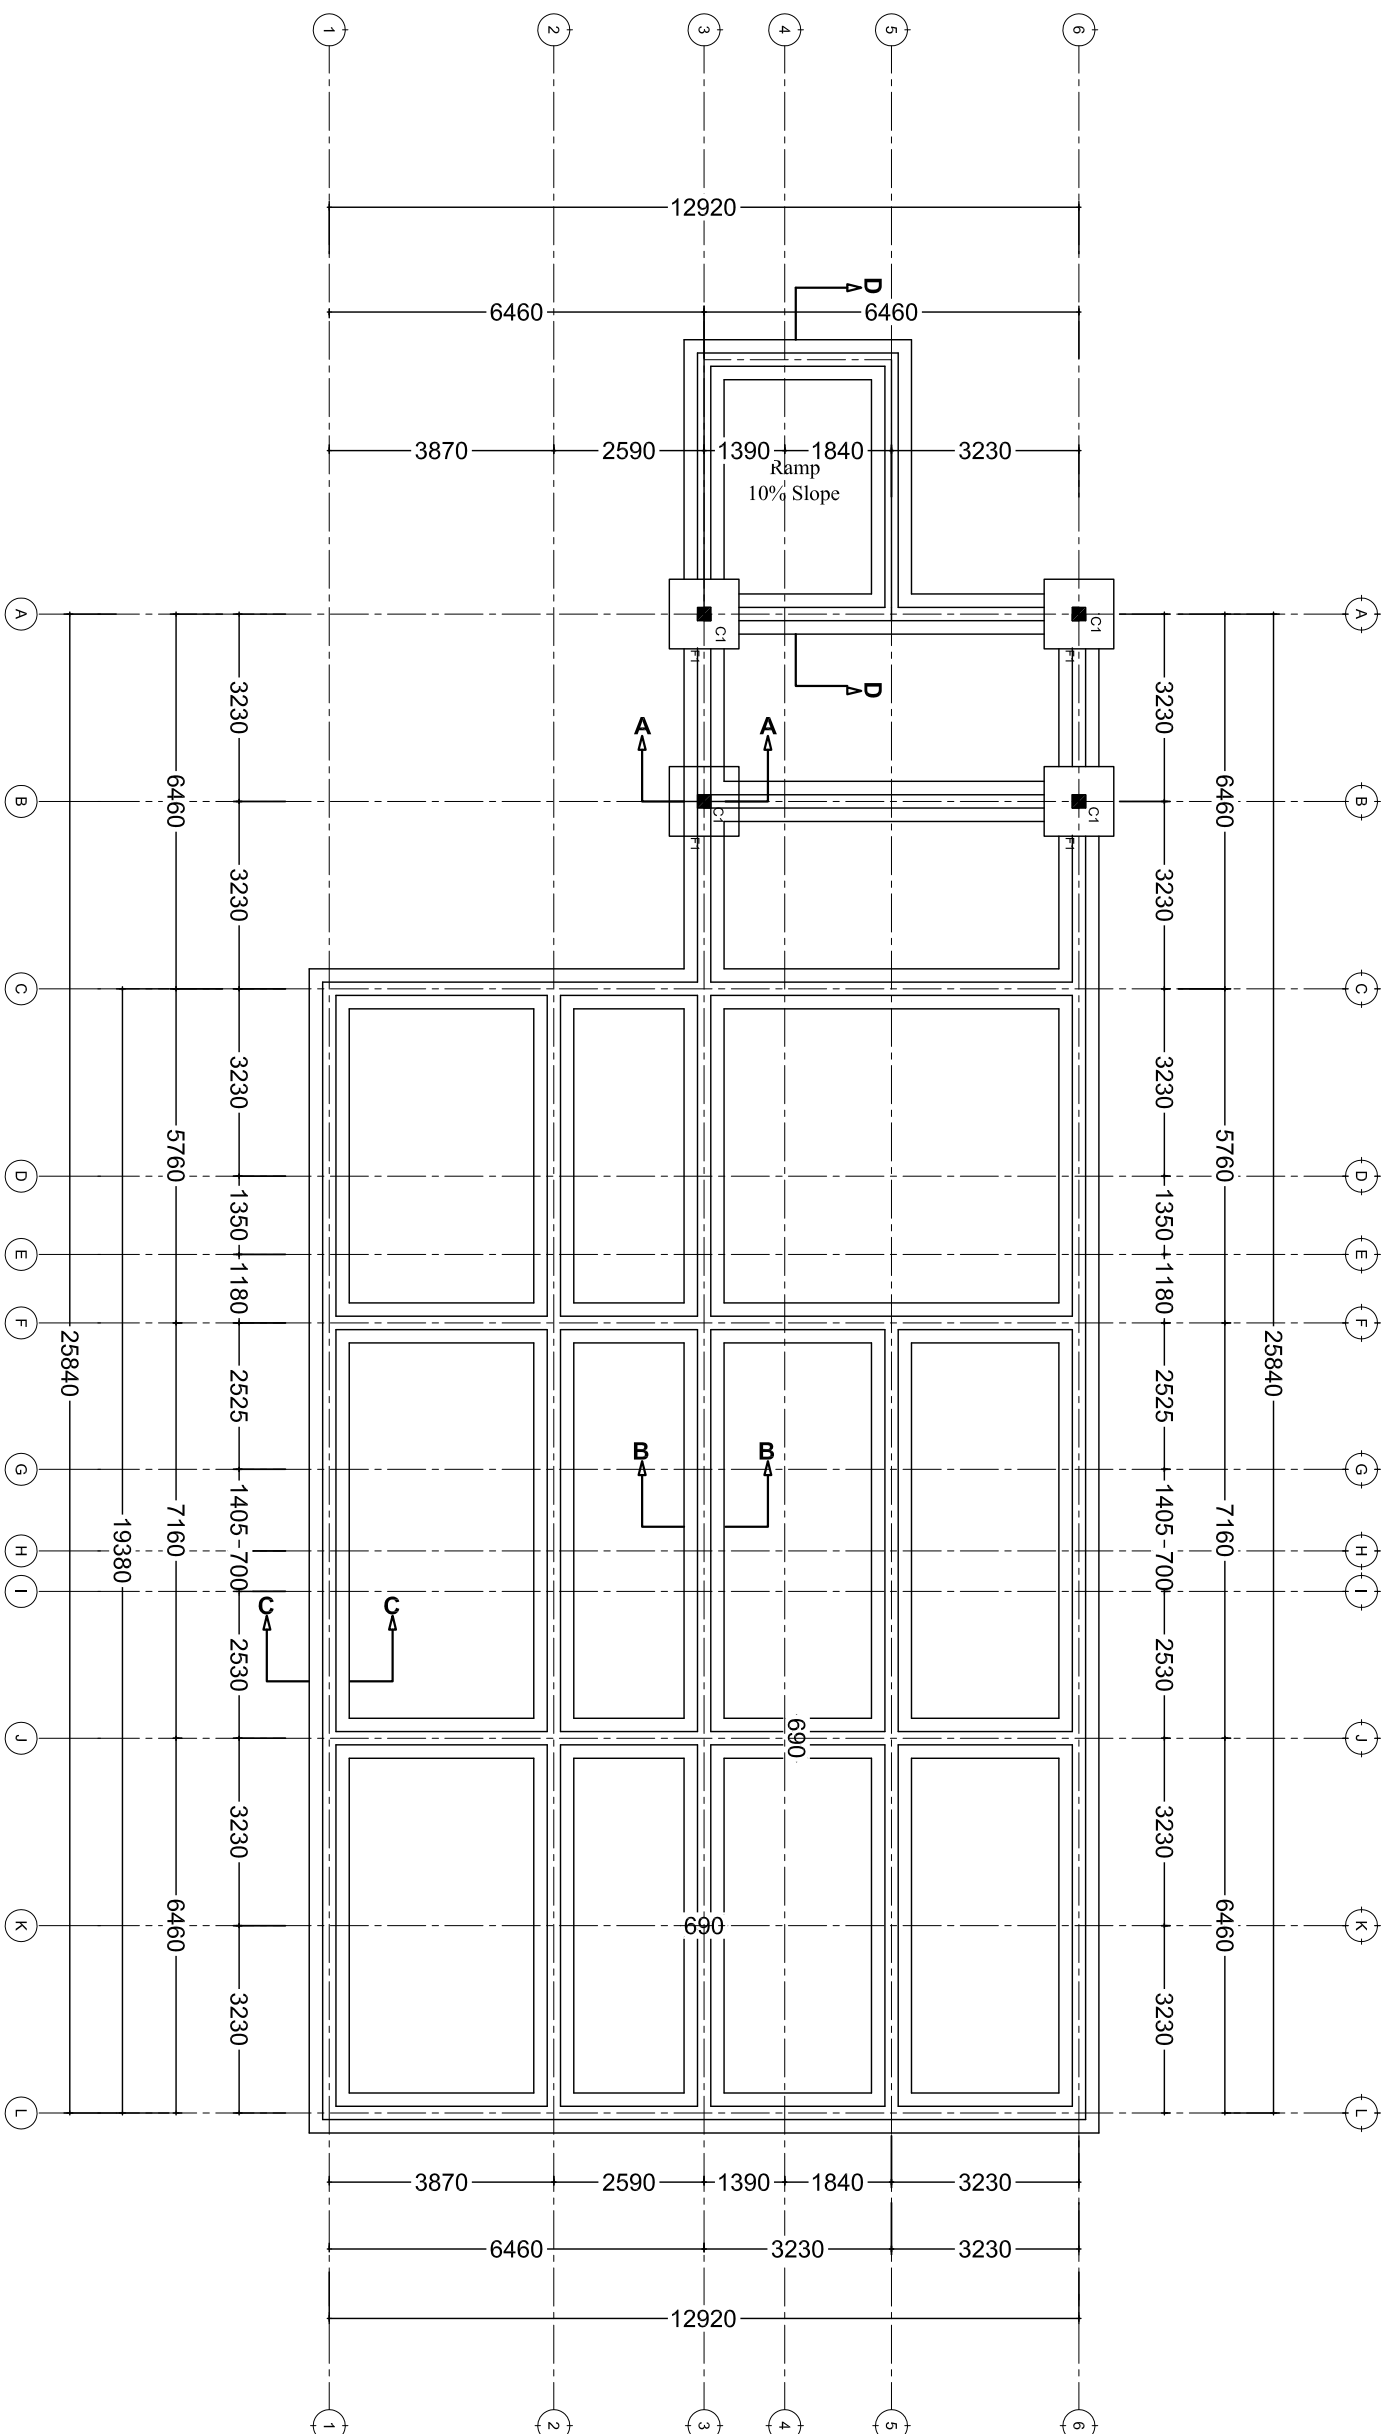 1 2 3 4 5 6
12920
D
6460 6460
3870 2590 1390 1840 3230
Ramp
10% Slope
A A
C1 C1
F1 F1
D
3230 3230
A A
6460 6460
B B
C1 C1
F1 F1
3230 3230
C C
3230 3230
5760 5760
D D
1350 1350
E E
1180 1180
F F
25840 25840
2525 2525
B B
G G
1405 1405
19380 7160 7160
H H
700 700
I I
C C
2530 2530
690
J J
3230 3230
6460 690 6460
K K
3230 3230
L L
3870 2590 1390 1840 3230
6460 3230 3230
12920
1 2 3 4 5 6